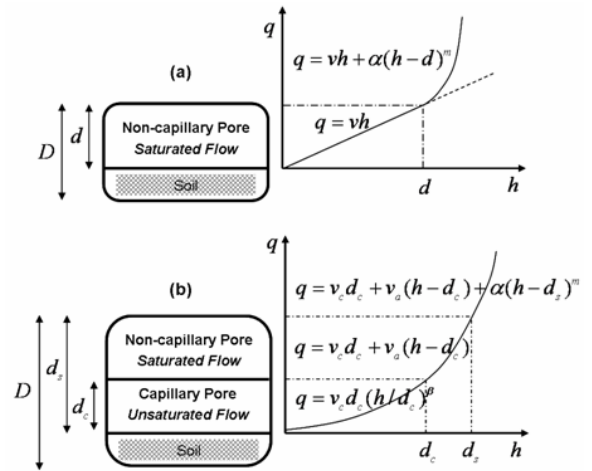 (a)
D
d
Non-capillary Pore
Saturated Flow
Soil
q
q = vh + α(h − d)^m
q = vh
d
h
(b)
D
d_s
d_c
Non-capillary Pore
Saturated Flow
Capillary Pore
Unsaturated Flow
Soil
q
q = v_c d_c + v_a (h − d_c) + α(h − d_s)^m
q = v_c d_c + v_a (h − d_c)
q = v_c d_c (h/d_c)^β
d_c
d_s
h